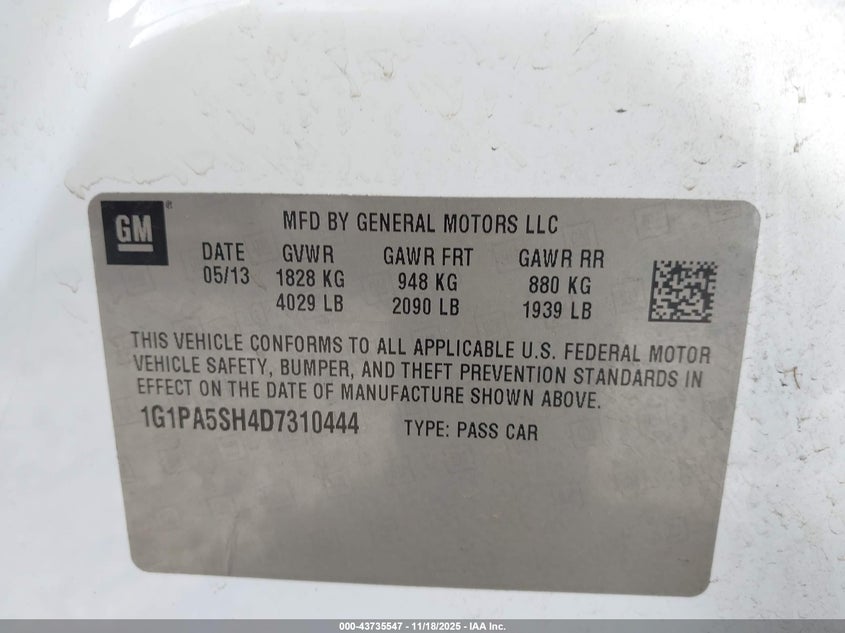 GM ®
MFD BY GENERAL MOTORS LLC
DATE GVWR GAWR FRT GAWR RR
05/13 1828 KG 948 KG 880 KG
4029 LB 2090 LB 1939 LB
THIS VEHICLE CONFORMS TO ALL APPLICABLE U.S. FEDERAL MOTOR
VEHICLE SAFETY, BUMPER, AND THEFT PREVENTION STANDARDS IN
EFFECT ON THE DATE OF MANUFACTURE SHOWN ABOVE.
1G1PA5SH4D7310444 TYPE: PASS CAR
000-43735547 - 11/18/2025 - IAA Inc.